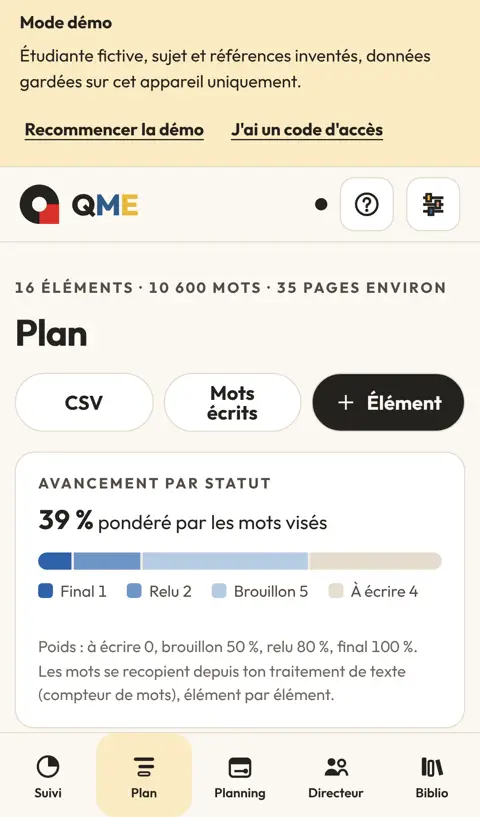 Mode démo
Étudiante fictive, sujet et références inventés, données
gardées sur cet appareil uniquement.
Recommencer la démo J'ai un code d'accès
QME
16 ÉLÉMENTS · 10 600 MOTS · 35 PAGES ENVIRON
Plan
CSV
Mots
écrits
+ Élément
AVANCEMENT PAR STATUT
39 % pondéré par les mots visés
Final 1 Relu 2 Brouillon 5 À écrire 4
Poids : à écrire 0, brouillon 50 %, relu 80 %, final 100 %.
Les mots se recopient depuis ton traitement de texte
(compteur de mots), élément par élément.
Suivi Plan Planning Directeur Biblio